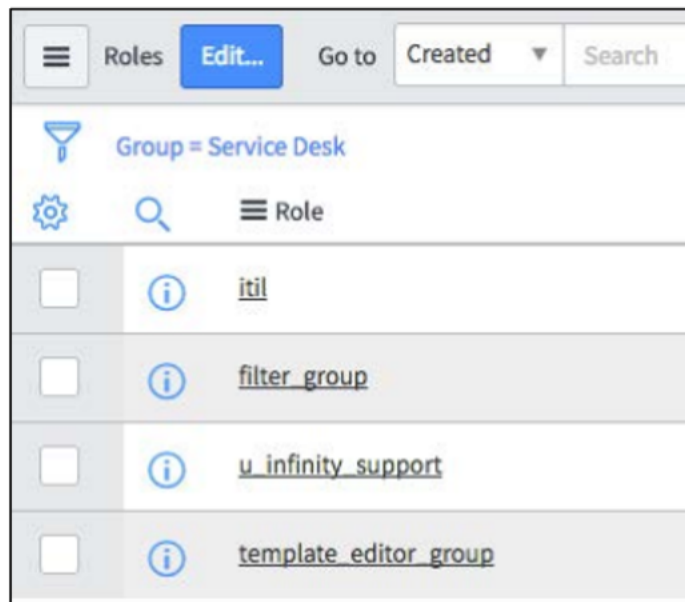 Roles Edit... Go to Created Search
Group = Service Desk
Role
itil
filter_group
u_infinity_support
template_editor_group